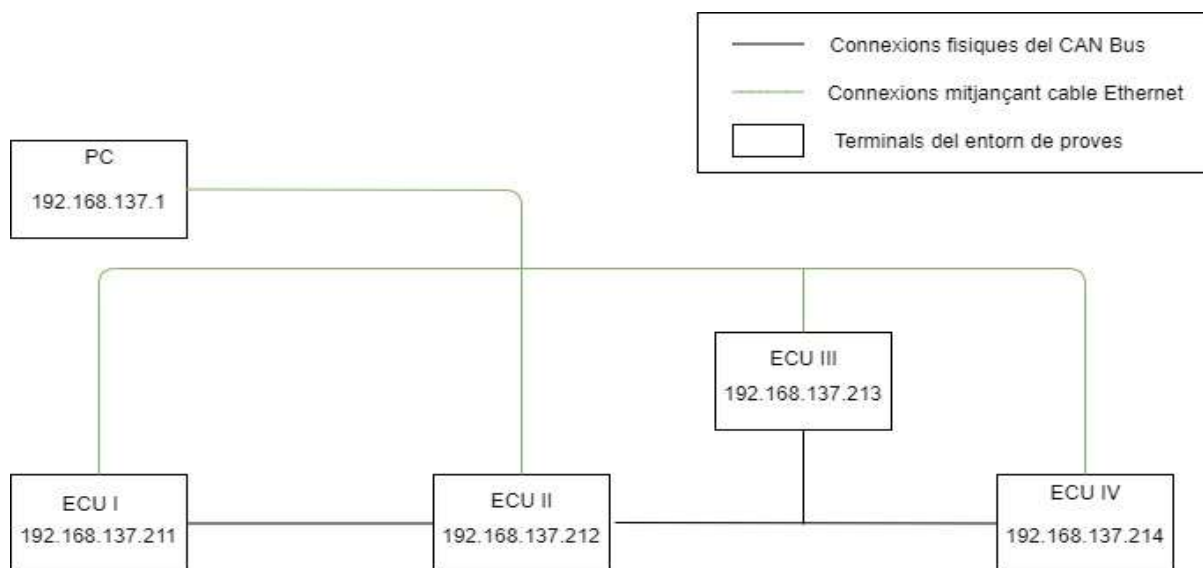 Connexions fisiques del CAN Bus
Connexions mitjançant cable Ethernet
Terminals del entorn de proves
PC
192.168.137.1
ECU III
192.168.137.213
ECU I
192.168.137.211
ECU II
192.168.137.212
ECU IV
192.168.137.214